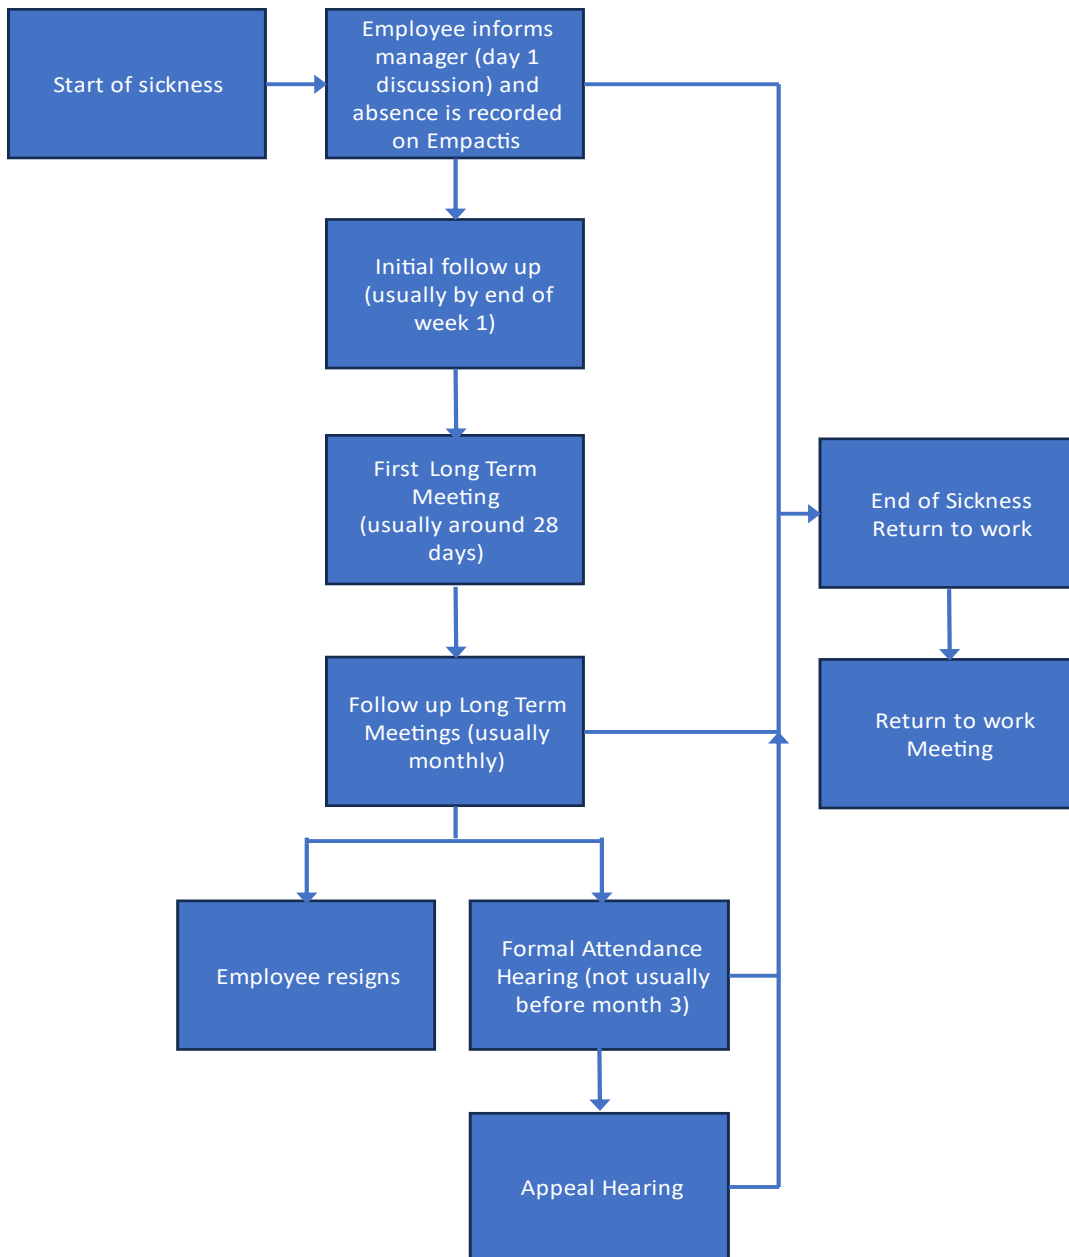 Start of sickness
Employee informs
manager (day 1
discussion) and
absence is recorded
on Empactis
Initial follow up
(usually by end of
week 1)
First Long Term
Meeting
(usually around 28
days)
End of Sickness
Return to work
Follow up Long Term
Meetings (usually
monthly)
Return to work
Meeting
Employee resigns
Formal Attendance
Hearing (not usually
before month 3)
Appeal Hearing